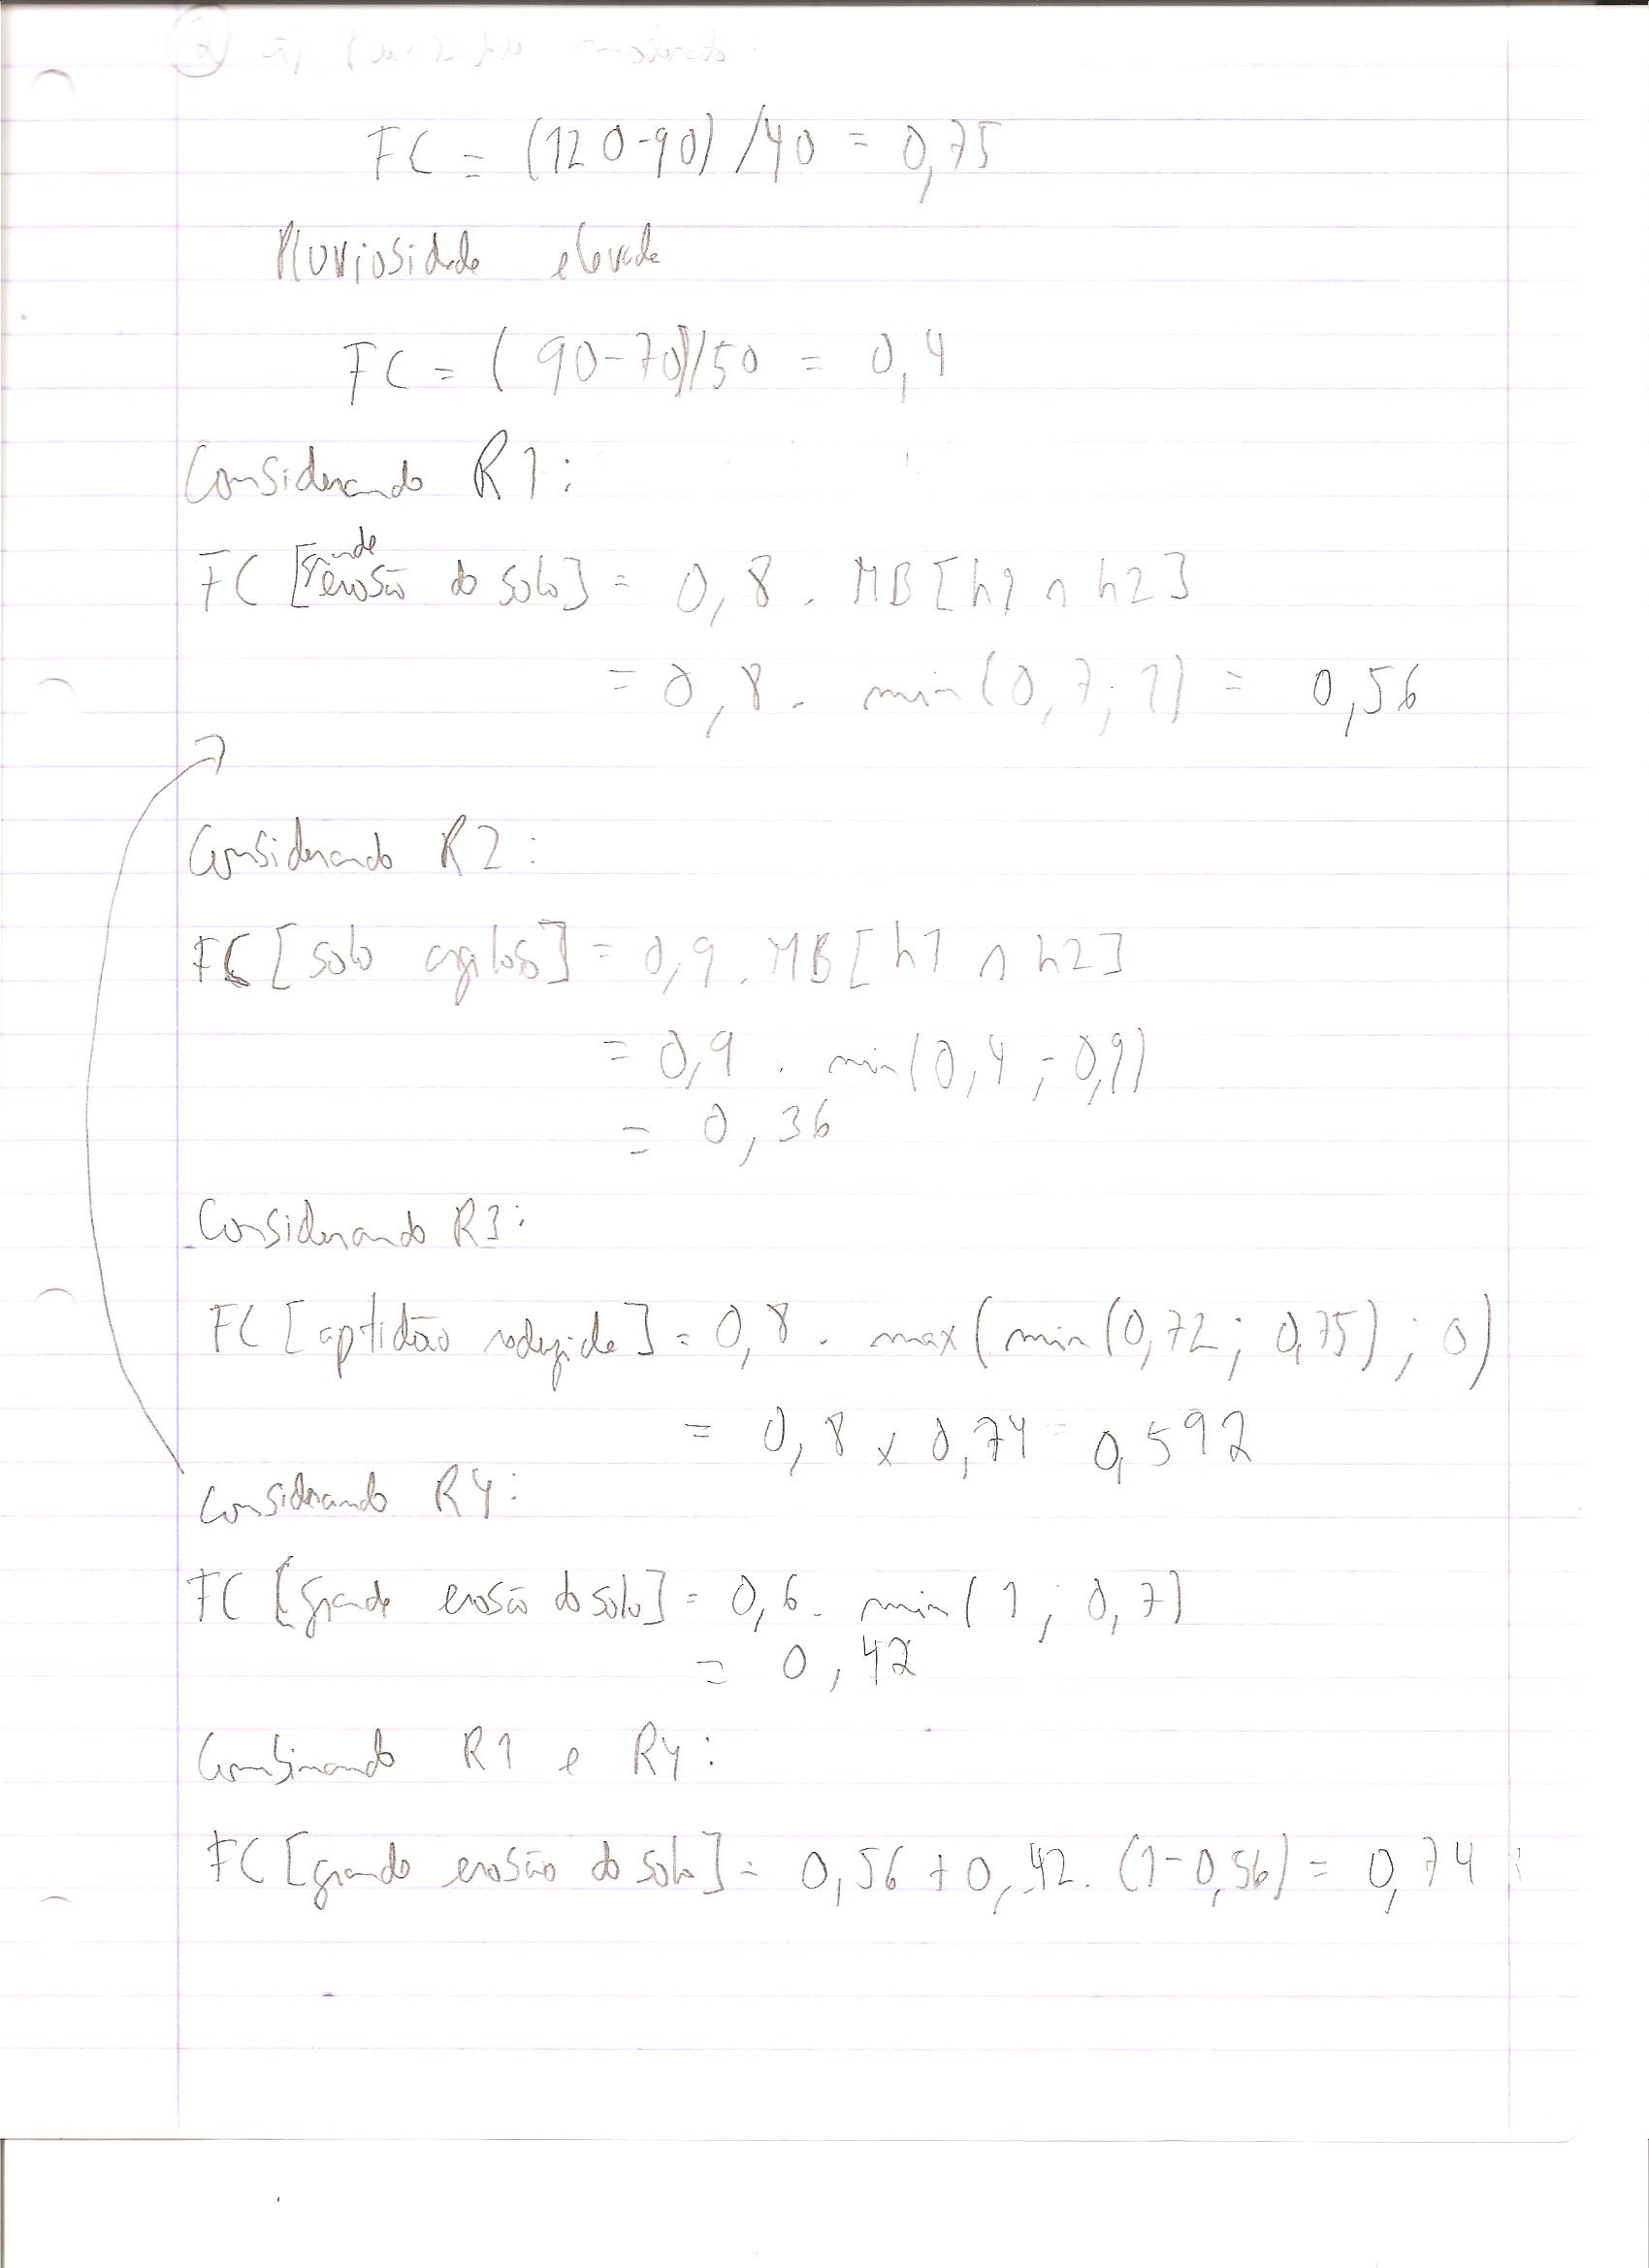 ② a) Pluviosidade moderada:
FC = (120-90)/40 = 0,75
Pluviosidade elevada
FC = (90-70)/50 = 0,4
Considerando R1:
FC [grande erosão do solo] = 0,8 . MB[h1 ∩ h2]
= 0,8 . min(0,7; 1) = 0,56
Considerando R2:
FC [solo argiloso] = 0,9 . MB[h1 ∩ h2]
= 0,9 . min(0,4 ; 0,9)
= 0,36
Considerando R3:
FC [aptidão reduzida] = 0,8 . max(min(0,72; 0,75); 0)
= 0,8 x 0,74 = 0,592
Considerando R4:
FC [grande erosão do solo] = 0,6 . min(1; 0,7)
= 0,42
Combinando R1 e R4:
FC [grande erosão do solo] = 0,56 + 0,42 . (1-0,56) = 0,74